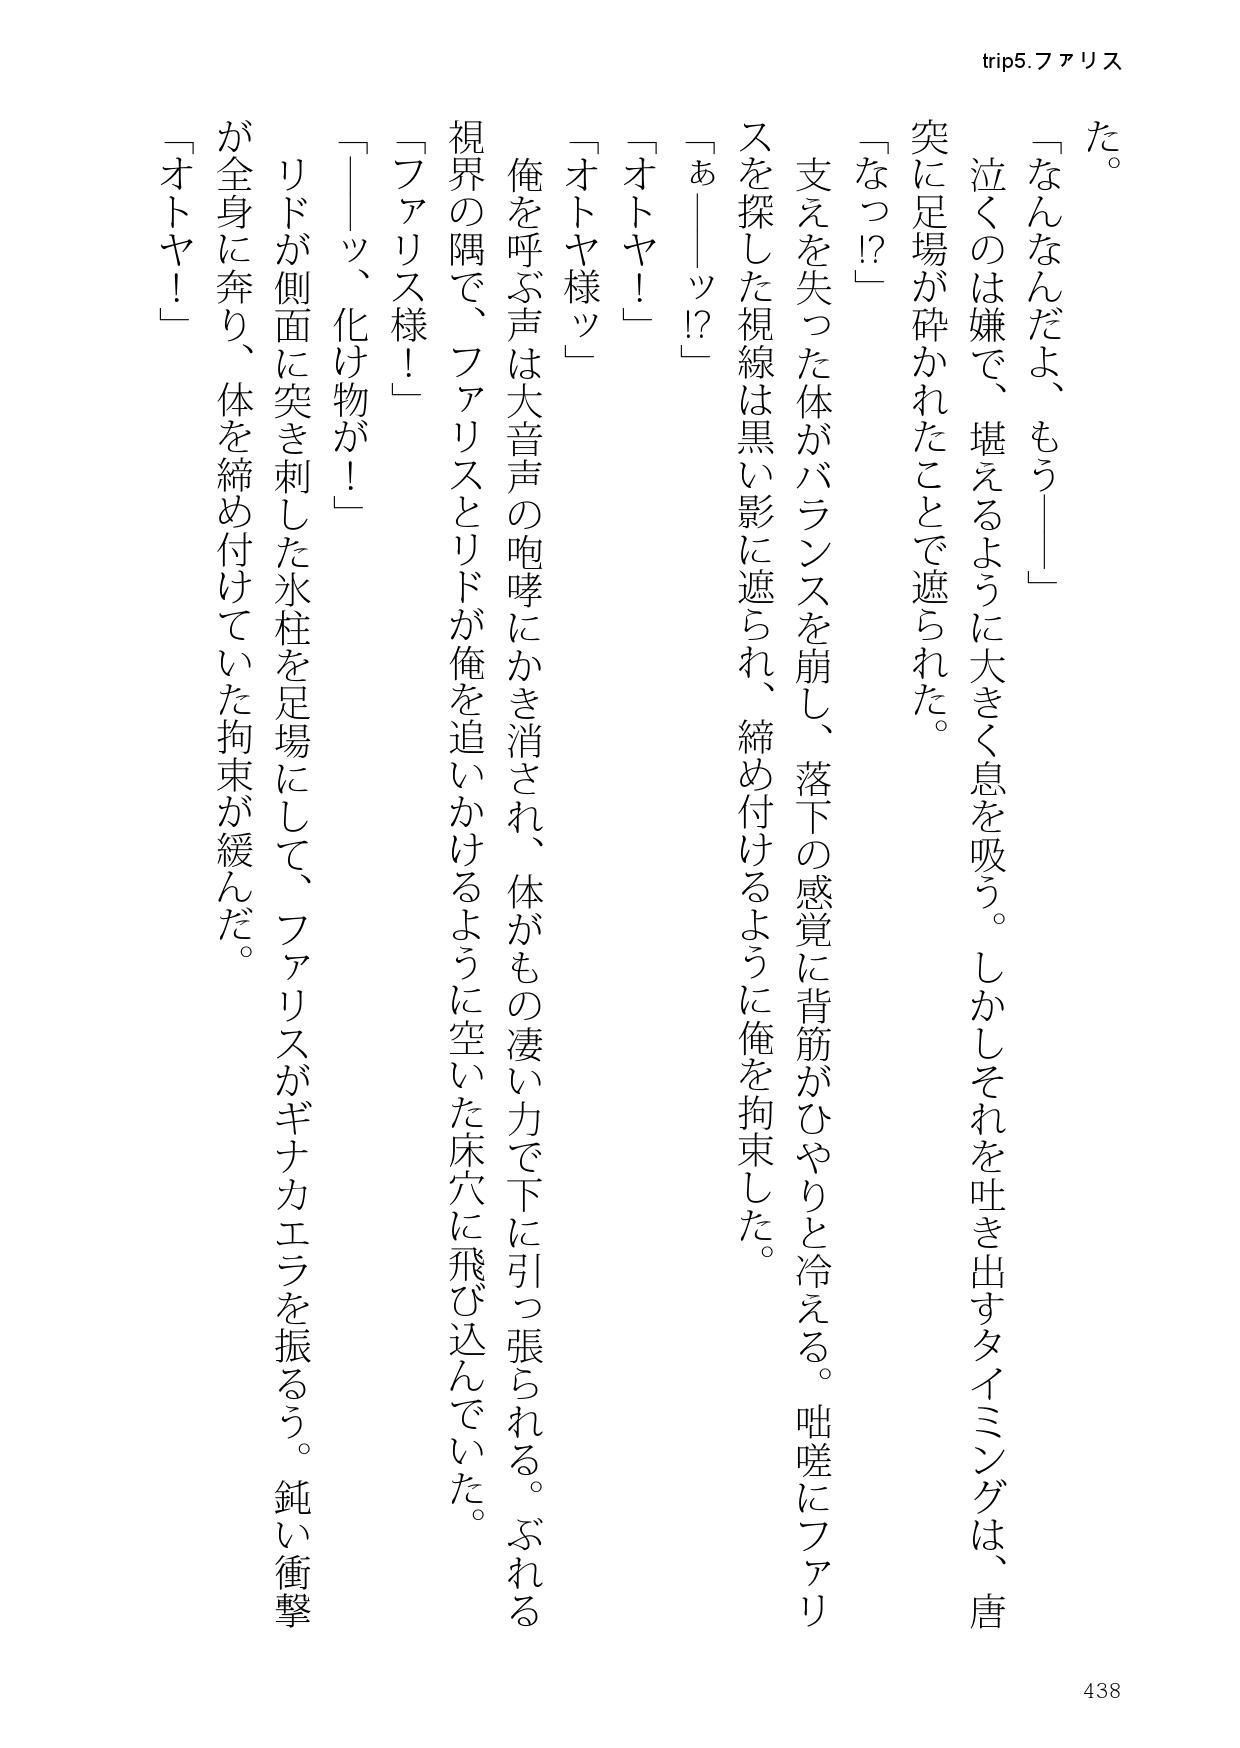 trip5.ファリス
た。
「なんなんだよ、もう――」
　泣くのは嫌で、堪えるように大きく息を吸う。しかしそれを吐き出すタイミングは、唐
突に足場が砕かれたことで遮られた。
「なっ!?」
　支えを失った体がバランスを崩し、落下の感覚に背筋がひやりと冷える。咄嗟にファリ
スを探した視線は黒い影に遮られ、締め付けるように俺を拘束した。
「ぁ――ッ!?」
「オトヤ！」
「オトヤ様ッ」
　俺を呼ぶ声は大音声の咆哮にかき消され、体がもの凄い力で下に引っ張られる。ぶれる
視界の隅で、ファリスとリドが俺を追いかけるように空いた床穴に飛び込んでいた。
「ファリス様！」
「――ッ、化け物が！」
　リドが側面に突き刺した氷柱を足場にして、ファリスがギナカエラを振るう。鈍い衝撃
が全身に奔り、体を締め付けていた拘束が緩んだ。
「オトヤ！」
438